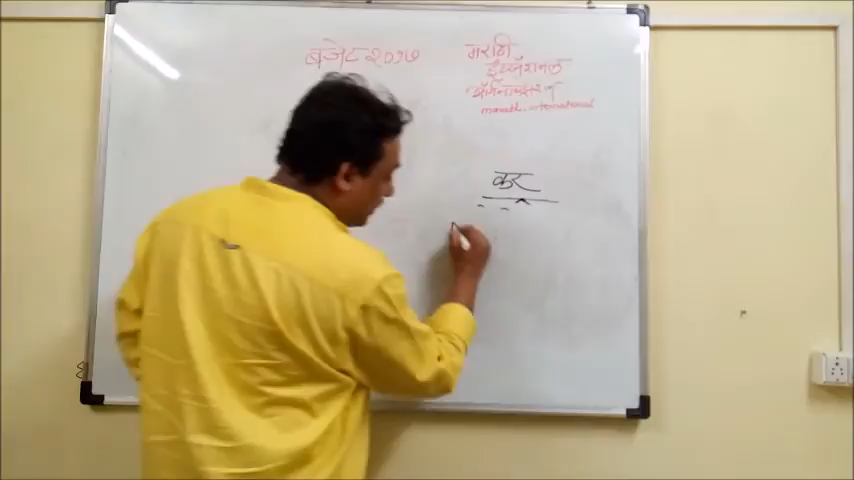 बजेट २०१७
मराठी
इंटरनॅशनल
marathi international
कर